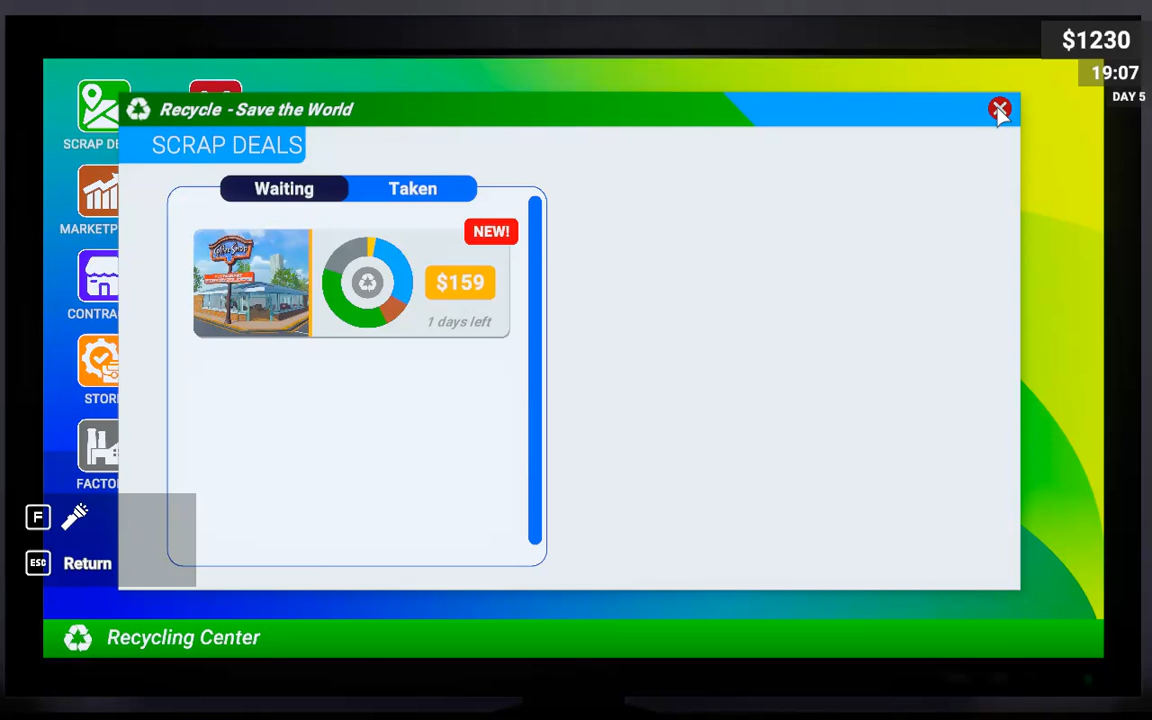 $1230
19:07
DAY 5
Recycle - Save the World
SCRAP DE
SCRAP DEALS
Waiting
Taken
NEW!
$159
1 days left
MARKETP
CONTRA
STOR
FACTO
F
ESC
Return
Recycling Center